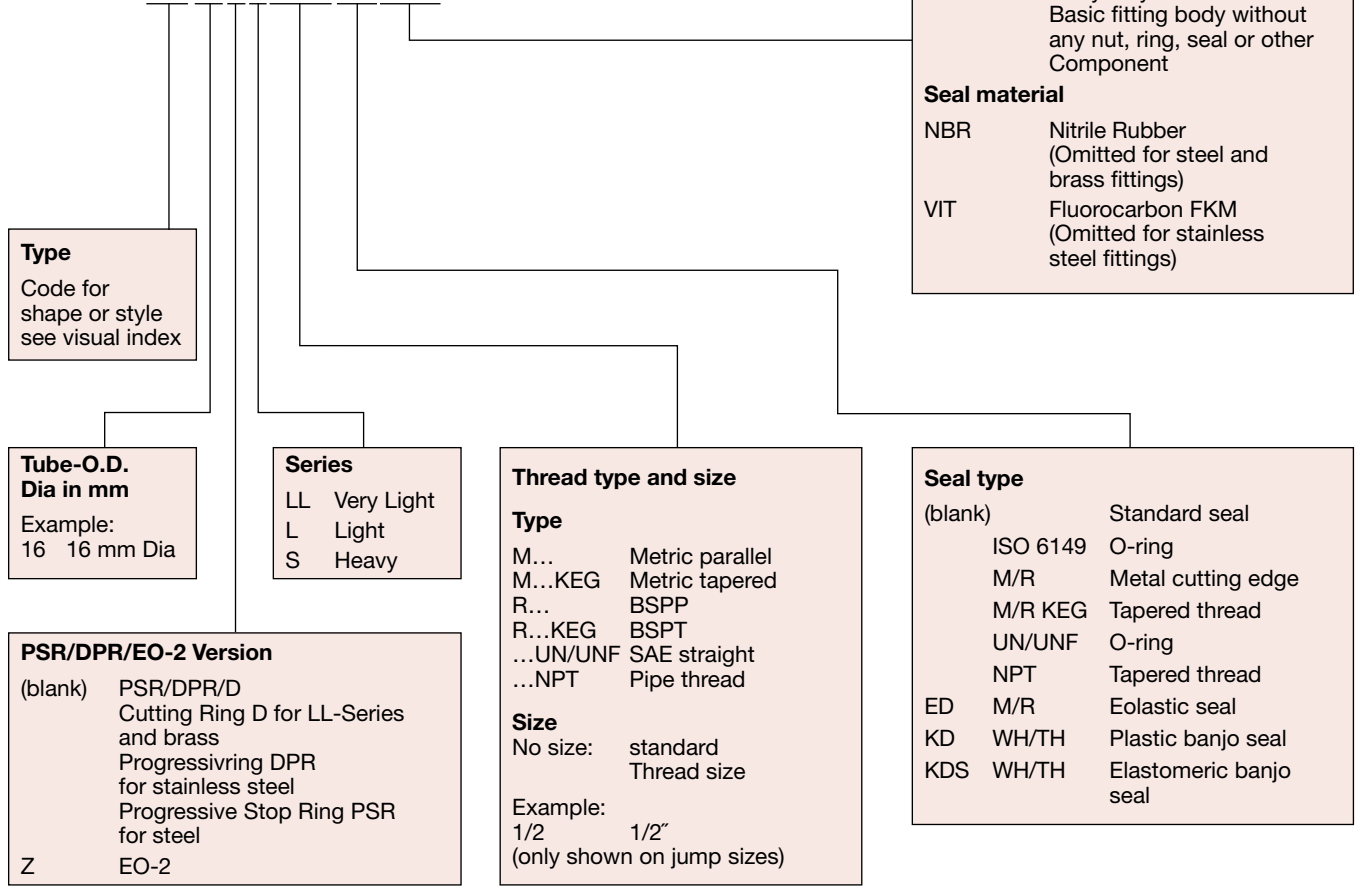 Basic fitting body without
any nut, ring, seal or other
Component
Seal material
NBR Nitrile Rubber
(Omitted for steel and
brass fittings)
VIT Fluorocarbon FKM
(Omitted for stainless
steel fittings)
Type
Code for
shape or style
see visual index
Tube-O.D.
Dia in mm
Example:
16 16 mm Dia
Series
LL Very Light
L Light
S Heavy
PSR/DPR/EO-2 Version
(blank) PSR/DPR/D
Cutting Ring D for LL-Series
and brass
Progressivring DPR
for stainless steel
Progressive Stop Ring PSR
for steel
Z EO-2
Thread type and size
Type
M… Metric parallel
M…KEG Metric tapered
R… BSPP
R…KEG BSPT
…UN/UNF SAE straight
…NPT Pipe thread
Size
No size: standard
Thread size
Example:
1/2 1/2˝
(only shown on jump sizes)
Seal type
(blank) Standard seal
ISO 6149 O-ring
M/R Metal cutting edge
M/R KEG Tapered thread
UN/UNF O-ring
NPT Tapered thread
ED M/R Eolastic seal
KD WH/TH Plastic banjo seal
KDS WH/TH Elastomeric banjo
seal